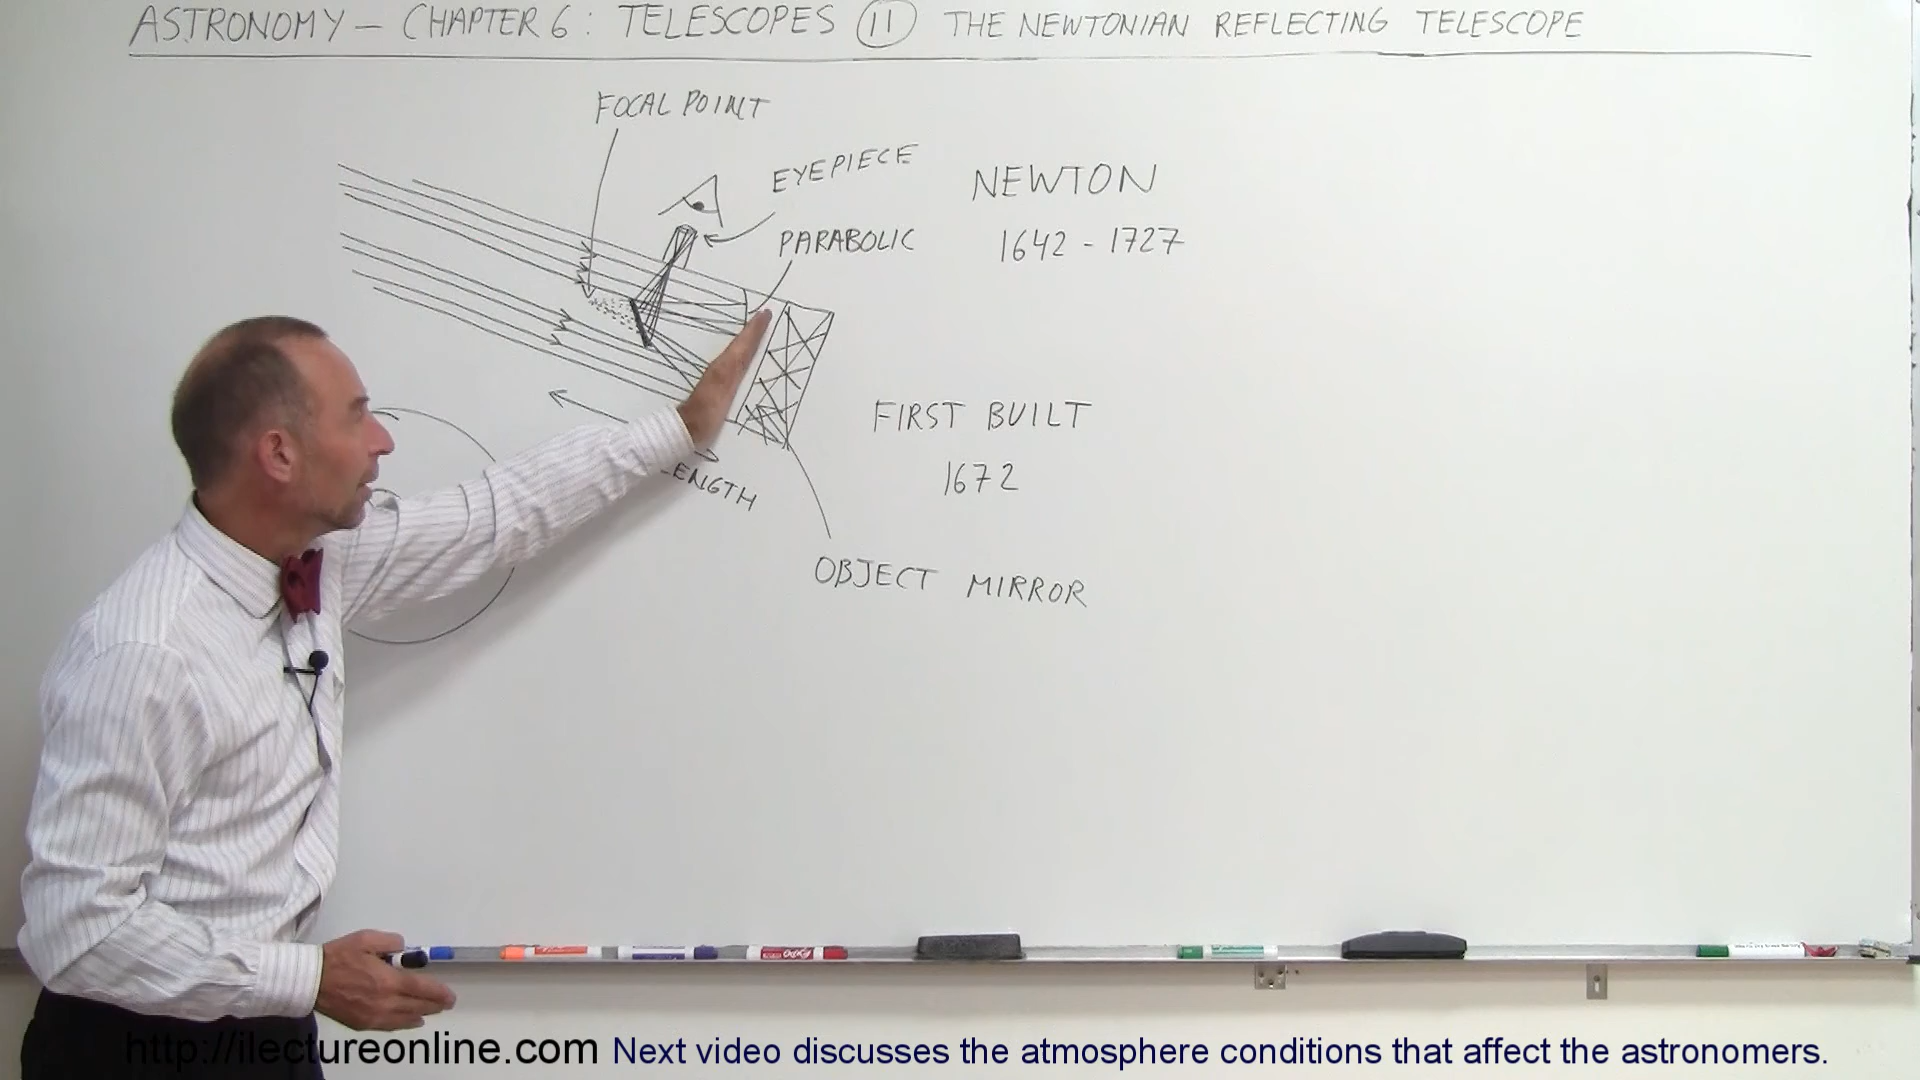 ASTRONOMY – CHAPTER 6: TELESCOPES 11 THE NEWTONIAN REFLECTING TELESCOPE
FOCAL POINT
EYEPIECE
PARABOLIC
NEWTON
1642 - 1727
FIRST BUILT
1672
OBJECT MIRROR
EXPO
http://ilectureonline.com Next video discusses the atmosphere conditions that affect the astronomers.